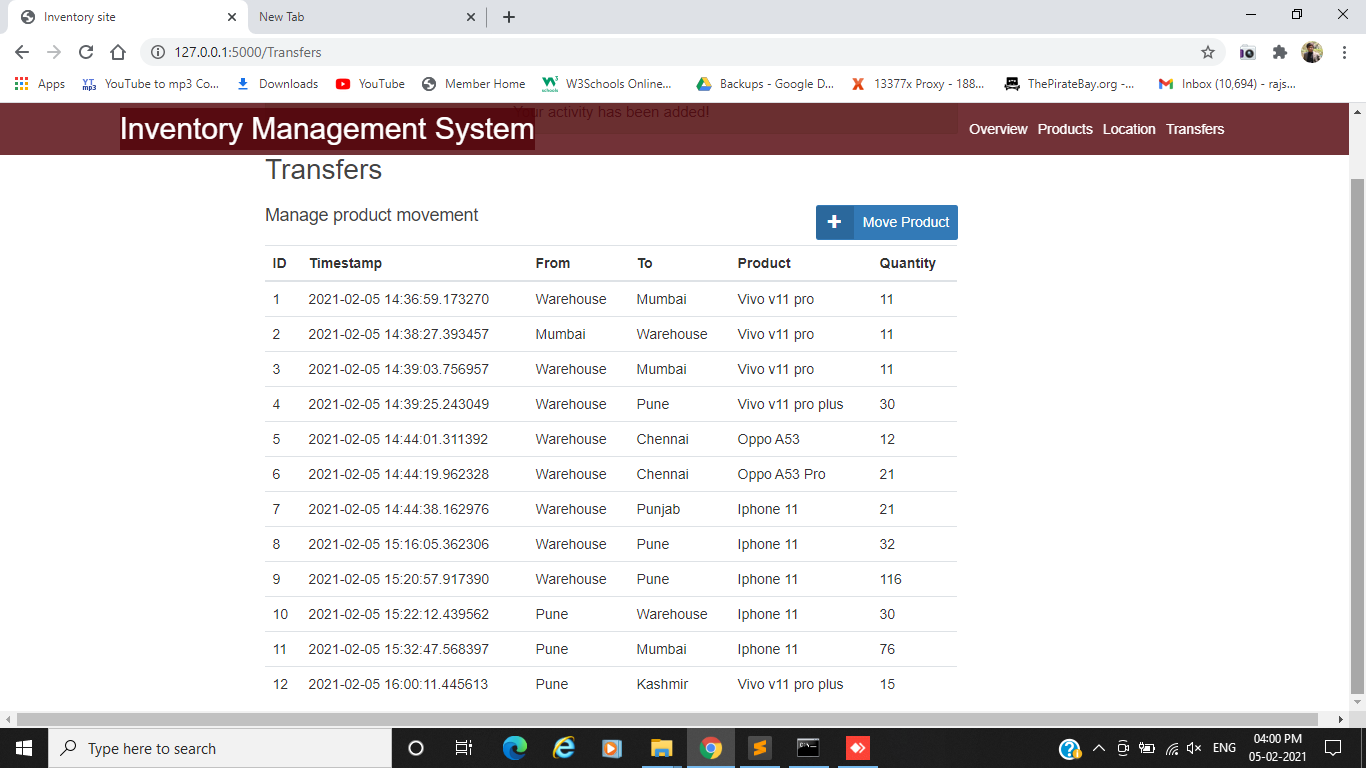 Inventory site
New Tab
127.0.0.1:5000/Transfers
Apps YouTube to mp3 Co... Downloads YouTube Member Home W3Schools Online... Backups - Google D... 13377x Proxy - 188... ThePirateBay.org -... Inbox (10,694) - rajs...
Your activity has been added!
Inventory Management System Overview Products Location Transfers
Transfers
Manage product movement
+ Move Product
ID Timestamp From To Product Quantity
1 2021-02-05 14:36:59.173270 Warehouse Mumbai Vivo v11 pro 11
2 2021-02-05 14:38:27.393457 Mumbai Warehouse Vivo v11 pro 11
3 2021-02-05 14:39:03.756957 Warehouse Mumbai Vivo v11 pro 11
4 2021-02-05 14:39:25.243049 Warehouse Pune Vivo v11 pro plus 30
5 2021-02-05 14:44:01.311392 Warehouse Chennai Oppo A53 12
6 2021-02-05 14:44:19.962328 Warehouse Chennai Oppo A53 Pro 21
7 2021-02-05 14:44:38.162976 Warehouse Punjab Iphone 11 21
8 2021-02-05 15:16:05.362306 Warehouse Pune Iphone 11 32
9 2021-02-05 15:20:57.917390 Warehouse Pune Iphone 11 116
10 2021-02-05 15:22:12.439562 Pune Warehouse Iphone 11 30
11 2021-02-05 15:32:47.568397 Pune Mumbai Iphone 11 76
12 2021-02-05 16:00:11.445613 Pune Kashmir Vivo v11 pro plus 15
Type here to search
ENG
04:00 PM
05-02-2021